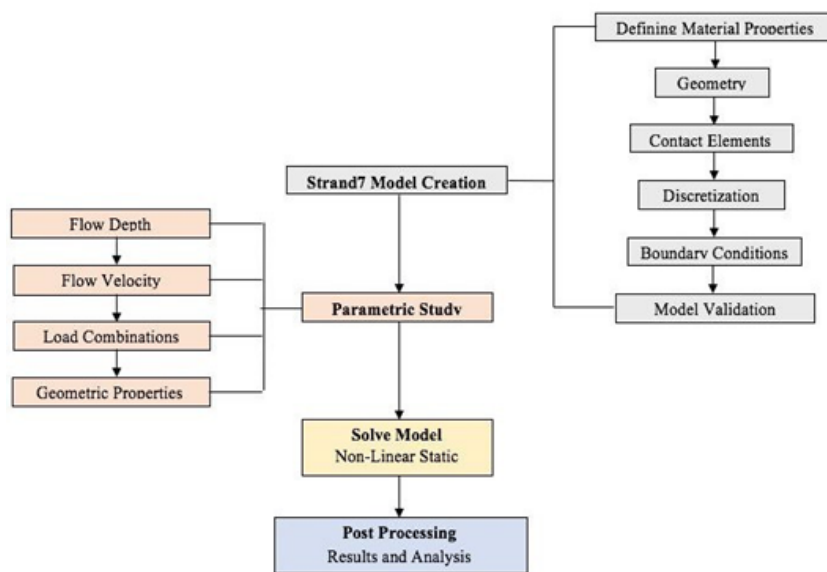 Defining Material Properties
Geometry
Contact Elements
Strand7 Model Creation
Discretization
Flow Depth
Boundary Conditions
Flow Velocity
Parametric Study
Model Validation
Load Combinations
Geometric Properties
Solve Model
Non-Linear Static
Post Processing
Results and Analysis